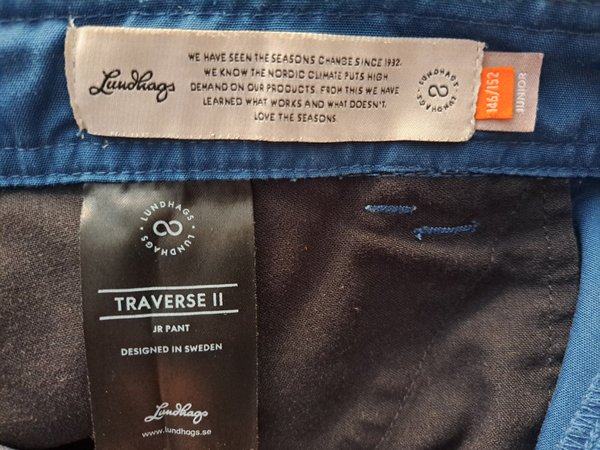 Lundhags
WE HAVE SEEN THE SEASONS CHANGE SINCE 1932.
WE KNOW THE NORDIC CLIMATE PUTS HIGH
DEMAND ON OUR PRODUCTS. FROM THIS WE HAVE
LEARNED WHAT WORKS AND WHAT DOESN'T.
LOVE THE SEASONS.
LUNDHAGS · LUNDHAGS ·
146/152
JUNIOR
LUNDHAGS · LUNDHAGS ·
TRAVERSE II
JR PANT
DESIGNED IN SWEDEN
Lundhags
www.lundhags.se